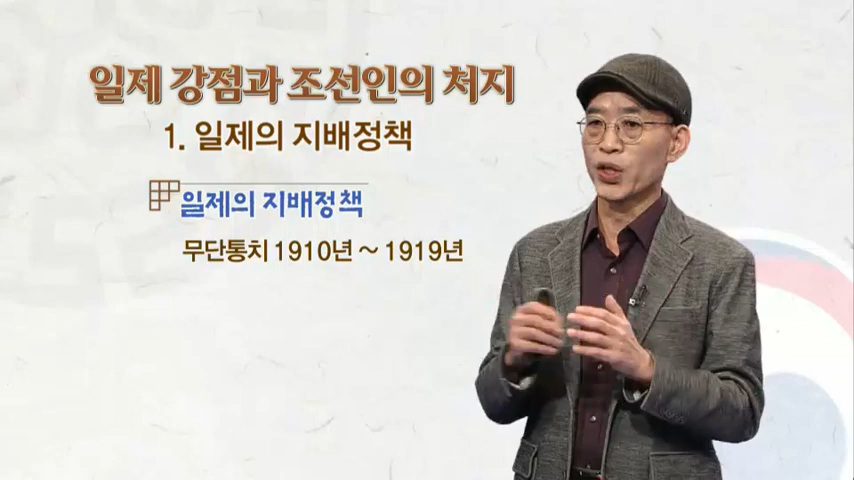 일제 강점과 조선인의 처지
1. 일제의 지배정책
일제의 지배정책
무단통치 1910년 ~ 1919년